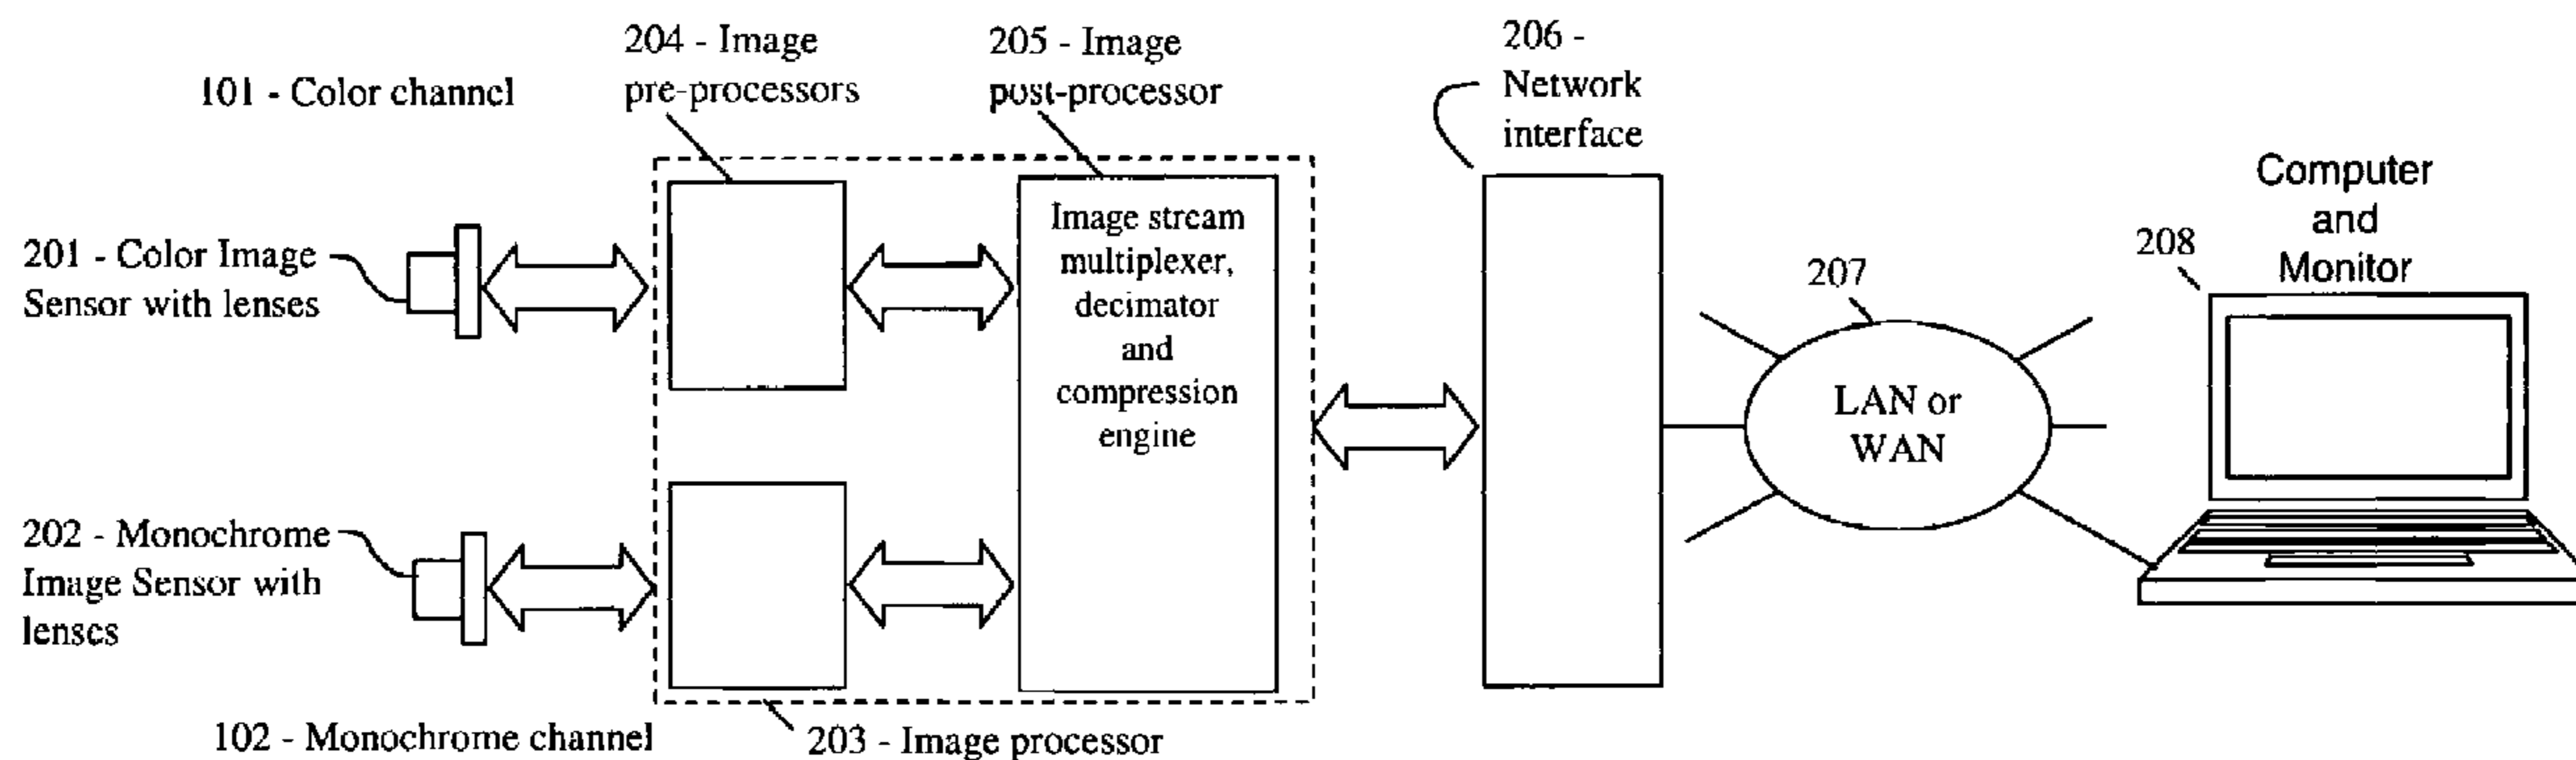 101 - Color channel
204 - Image
pre-processors
205 - Image
post-processor
206 -
Network
interface
201 - Color Image
Sensor with lenses
Image stream
multiplexer,
decimator
and
compression
engine
207
LAN or
WAN
208
Computer
and
Monitor
202 - Monochrome
Image Sensor with
lenses
102 - Monochrome channel
203 - Image processor